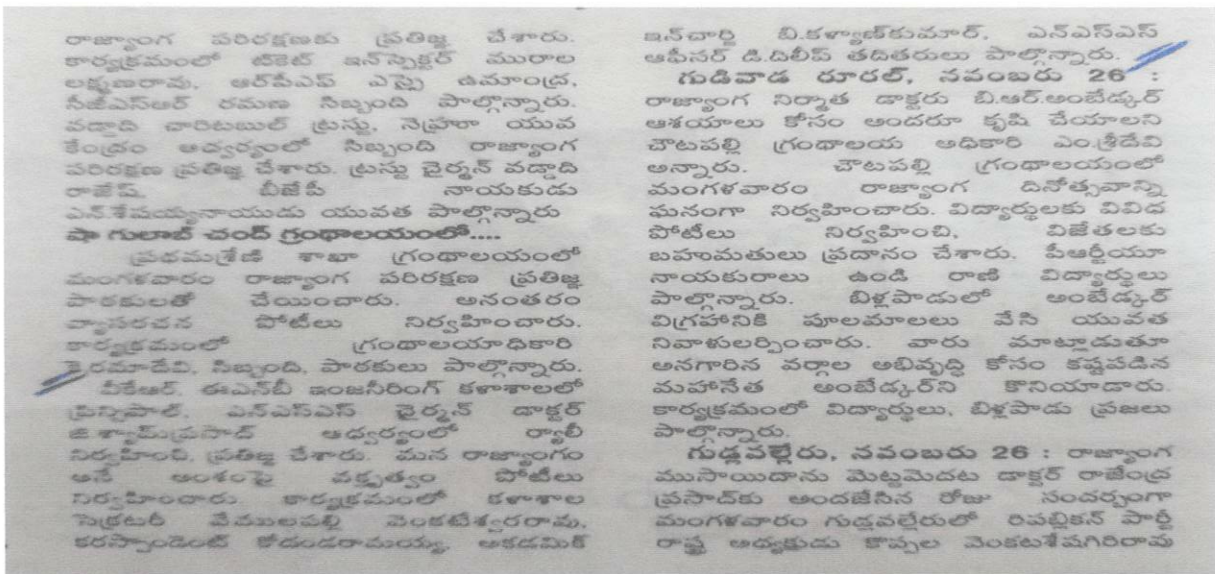 రాజ్యాంగ పరిరక్షణకు ప్రతిజ్ఞ చేశారు.
కార్యక్రమంలో టికెట్ ఇన్‌స్పెక్టర్ మురాల
లక్ష్మణరావు, ఆర్‌పీఎఫ్ ఎస్సై ఉమాంద్ర,
సీజీఎస్ఆర్ రమణ సిబ్బంది పాల్గొన్నారు.
వడ్డాది చారిటబుల్ ట్రస్టు, నెహ్రూ యువ
కేంద్రం ఆధ్వర్యంలో సిబ్బంది రాజ్యాంగ
పరిరక్షణ ప్రతిజ్ఞ చేశారు. ట్రస్టు చైర్మన్ వడ్డాది
రాజేష్, బీజేపీ నాయకుడు
ఎన్.శేషయ్యనాయుడు యువత పాల్గొన్నారు
షా గులాబ్ చంద్ గ్రంథాలయంలో....
ప్రథమశ్రేణి శాఖా గ్రంథాలయంలో
మంగళవారం రాజ్యాంగ పరిరక్షణ ప్రతిజ్ఞ
పాఠకులతో చేయించారు. అనంతరం
వ్యాసరచన పోటీలు నిర్వహించారు.
కార్యక్రమంలో గ్రంథాలయాధికారి
కైరమాదేవి, సిబ్బంది, పాఠకులు పాల్గొన్నారు.
వీకేఆర్, ఈఎన్‌బీ ఇంజనీరింగ్ కళాశాలలో
ప్రిన్సిపాల్, ఎన్ఎస్ఎస్ చైర్మన్ డాక్టర్
జి.శ్యామ్‌ప్రసాద్ ఆధ్వర్యంలో ర్యాలీ
నిర్వహించి, ప్రతిజ్ఞ చేశారు. మన రాజ్యాంగం
అనే అంశంపై వక్తృత్వం పోటీలు
నిర్వహించారు. కార్యక్రమంలో కళాశాల
సెక్రటరీ వేములపల్లి వెంకటేశ్వరరావు,
కరస్పాండెంట్ కోదండరామయ్య, అకడమిక్
ఇన్‌చార్జి బి.కళ్యాణ్‌కుమార్, ఎన్ఎస్ఎస్
ఆఫీసర్ డి.దిలీప్ తదితరులు పాల్గొన్నారు.
గుడివాడ రూరల్, నవంబరు 26 :
రాజ్యాంగ నిర్మాత డాక్టరు బి.ఆర్.అంబేడ్కర్
ఆశయాలు కోసం అందరూ కృషి చేయాలని
చౌటపల్లి గ్రంథాలయ అధికారి ఎం.శ్రీదేవి
అన్నారు. చౌటపల్లి గ్రంథాలయంలో
మంగళవారం రాజ్యాంగ దినోత్సవాన్ని
ఘనంగా నిర్వహించారు. విద్యార్థులకు వివిధ
పోటీలు నిర్వహించి, విజేతలకు
బహుమతులు ప్రదానం చేశారు. పీఆర్టీయూ
నాయకురాలు ఉండి రాణి విద్యార్థులు
పాల్గొన్నారు. బిళ్లపాడులో అంబేడ్కర్
విగ్రహానికి పూలమాలలు వేసి యువత
నివాళులర్పించారు. వారు మాట్లాడుతూ
అనగారిన వర్గాల అభివృద్ధి కోసం కష్టపడిన
మహానేత అంబేడ్కర్‌ని కొనియాడారు.
కార్యక్రమంలో విద్యార్థులు, బిళ్లపాడు ప్రజలు
పాల్గొన్నారు.
గుడ్లవల్లేరు, నవంబరు 26 : రాజ్యాంగ
ముసాయిదాను మెట్టమెదట డాక్టర్ రాజేంద్ర
ప్రసాద్‌కు అందజేసిన రోజు సందర్భంగా
మంగళవారం గుడ్లవల్లేరులో రిపబ్లికన్ పార్టీ
రాష్ట్ర అధ్యక్షుడు కొప్పల వెంకటశేషగిరిరావు